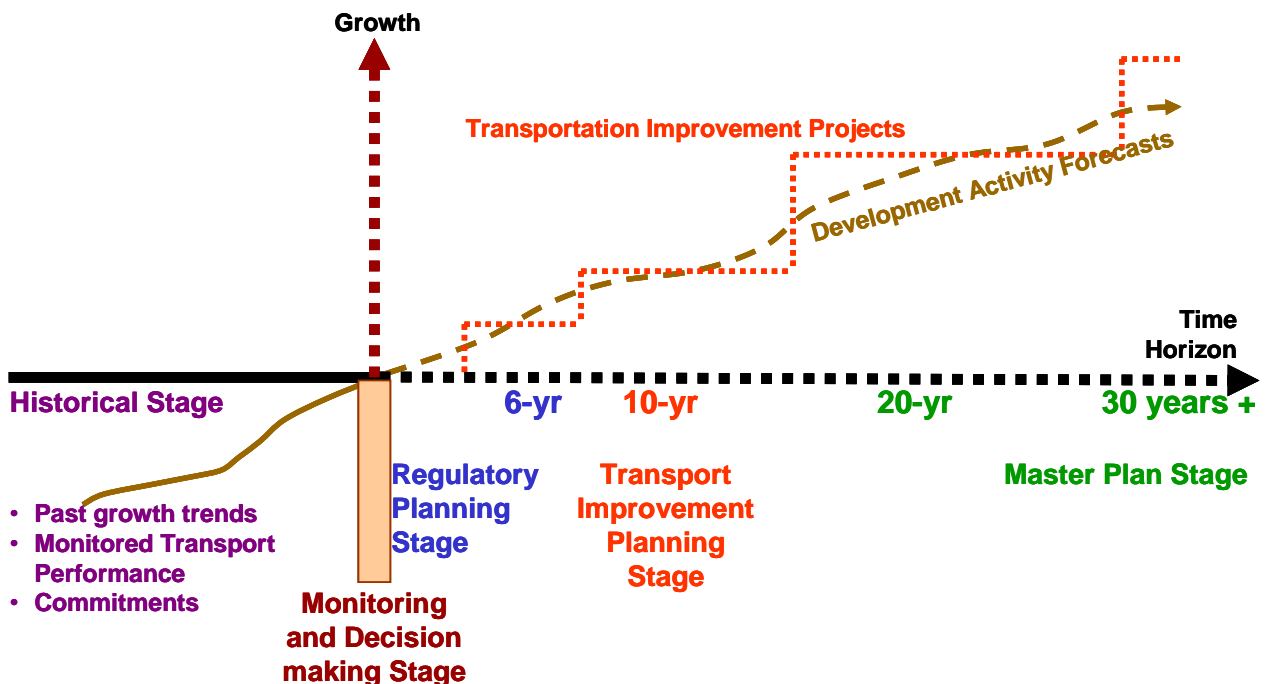 Growth
Transportation Improvement Projects
Development Activity Forecasts
Time
Horizon
Historical Stage
6-yr
10-yr
20-yr
30 years +
Regulatory
Planning
Stage
Transport
Improvement
Planning
Stage
Master Plan Stage
• Past growth trends
• Monitored Transport
Performance
• Commitments
Monitoring
and Decision
making Stage